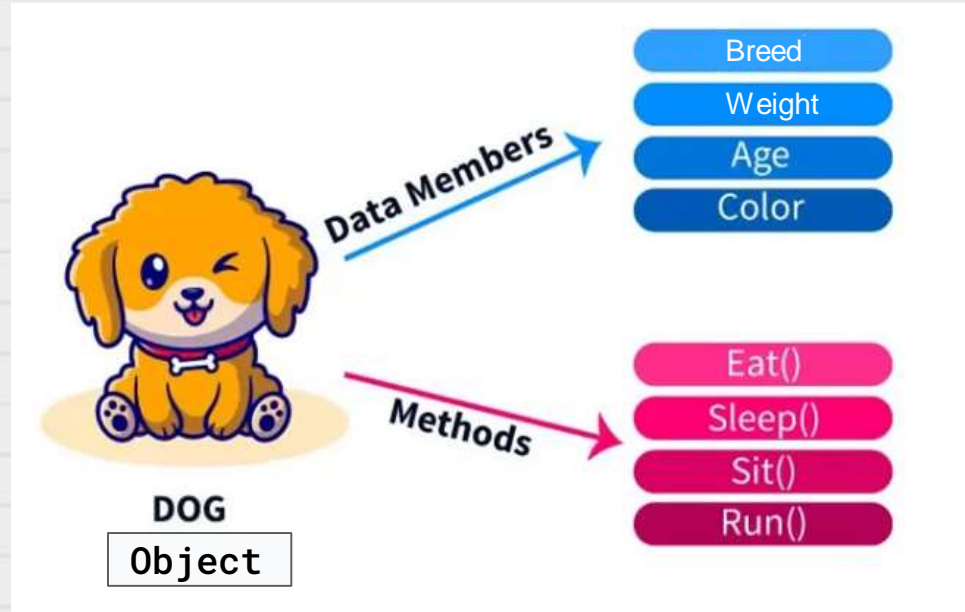 Breed
Weight
Age
Color
Data Members
Eat()
Sleep()
Sit()
Run()
Methods
DOG
Object